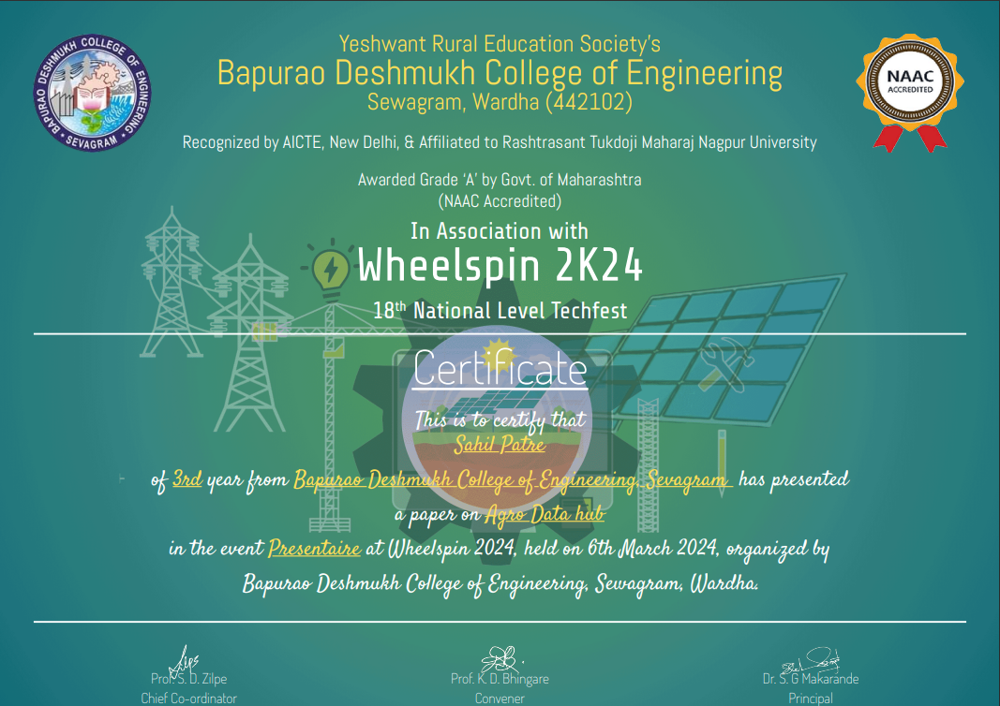 BAPURAO DESHMUKH COLLEGE OF ENGINEERING
• SEVAGRAM •
Yeshwant Rural Education Society's
Bapurao Deshmukh College of Engineering
Sewagram, Wardha (442102)
NAAC
ACCREDITED
Recognized by AICTE, New Delhi, & Affiliated to Rashtrasant Tukdoji Maharaj Nagpur University
Awarded Grade 'A' by Govt. of Maharashtra
(NAAC Accredited)
In Association with
Wheelspin 2K24
18th National Level Techfest
Certificate
This is to certify that
Sahil Patre
of 3rd year from Bapurao Deshmukh College of Engineering, Sevagram has presented
a paper on Agro Data hub
in the event Presentaire at Wheelspin 2024, held on 6th March 2024, organized by
Bapurao Deshmukh College of Engineering, Sewagram, Wardha.
Prof. S. D. Zilpe
Chief Co-ordinator
Prof. K. D. Bhingare
Convener
Dr. S. G Makarande
Principal